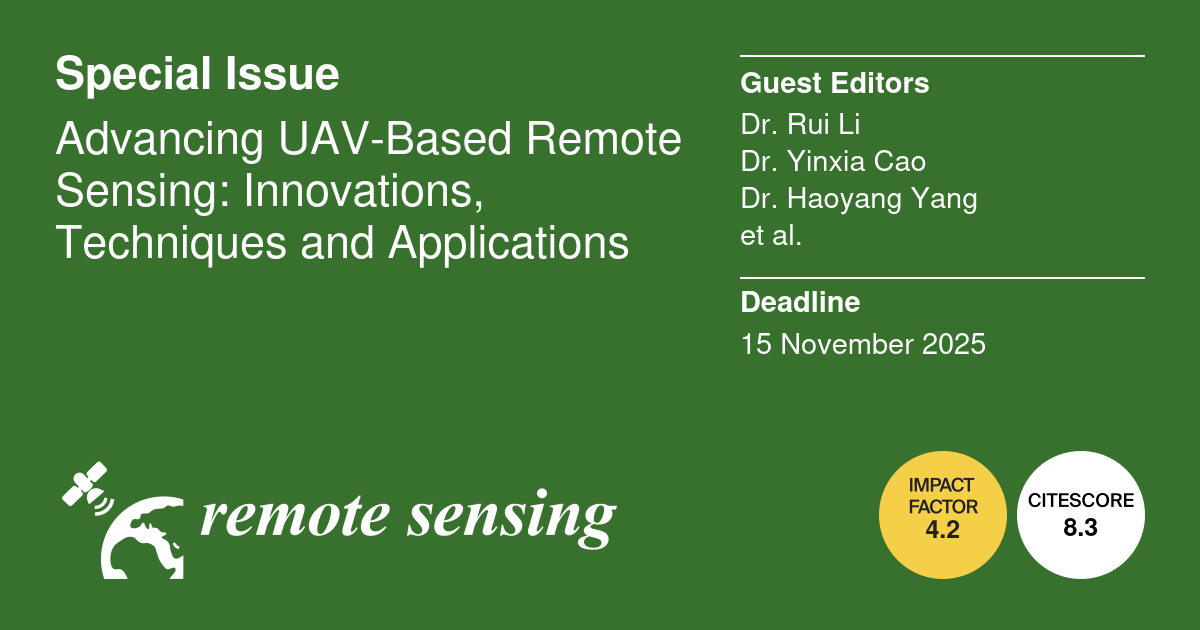 Special Issue
Advancing UAV-Based Remote
Sensing: Innovations,
Techniques and Applications
Guest Editors
Dr. Rui Li
Dr. Yinxia Cao
Dr. Haoyang Yang
et al.
Deadline
15 November 2025
remote sensing
IMPACT
FACTOR
4.2
CITESCORE
8.3